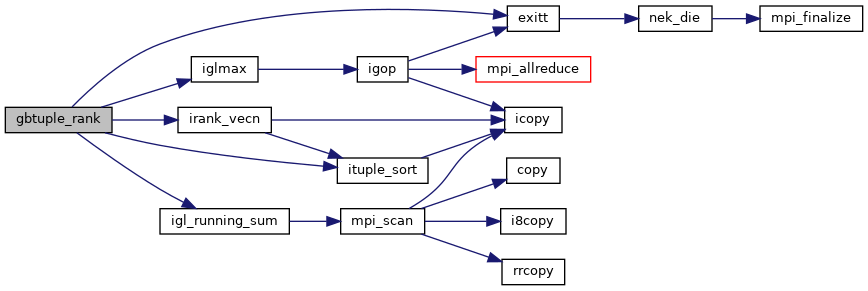 exitt
nek_die
mpi_finalize
iglmax
igop
mpi_allreduce
gbtuple_rank
irank_vecn
icopy
ituple_sort
copy
igl_running_sum
mpi_scan
i8copy
rrcopy